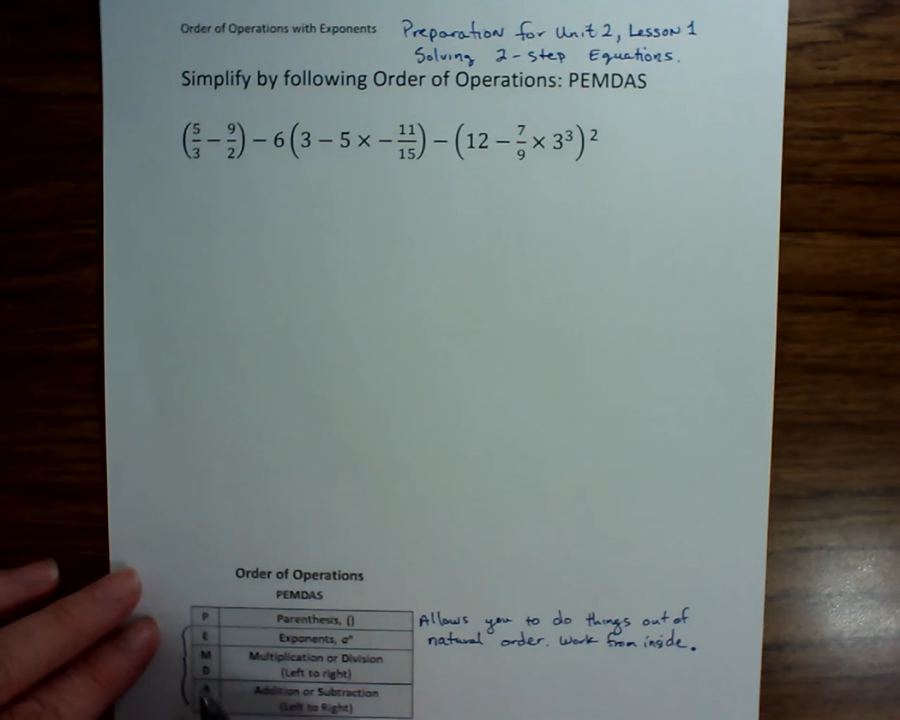 Order of Operations with Exponents Preparation for Unit 2, Lesson 1
Solving 2-step Equations.
Simplify by following Order of Operations: PEMDAS
(5/3 − 9/2) − 6(3 − 5 × −11/15) − (12 − 7/9 × 3³)²
Order of Operations
PEMDAS
P Parenthesis, ()
E Exponents, aⁿ
M Multiplication or Division
D (Left to right)
A Addition or Subtraction
(Left to Right)
Allows you to do things out of
natural order. Work from inside.